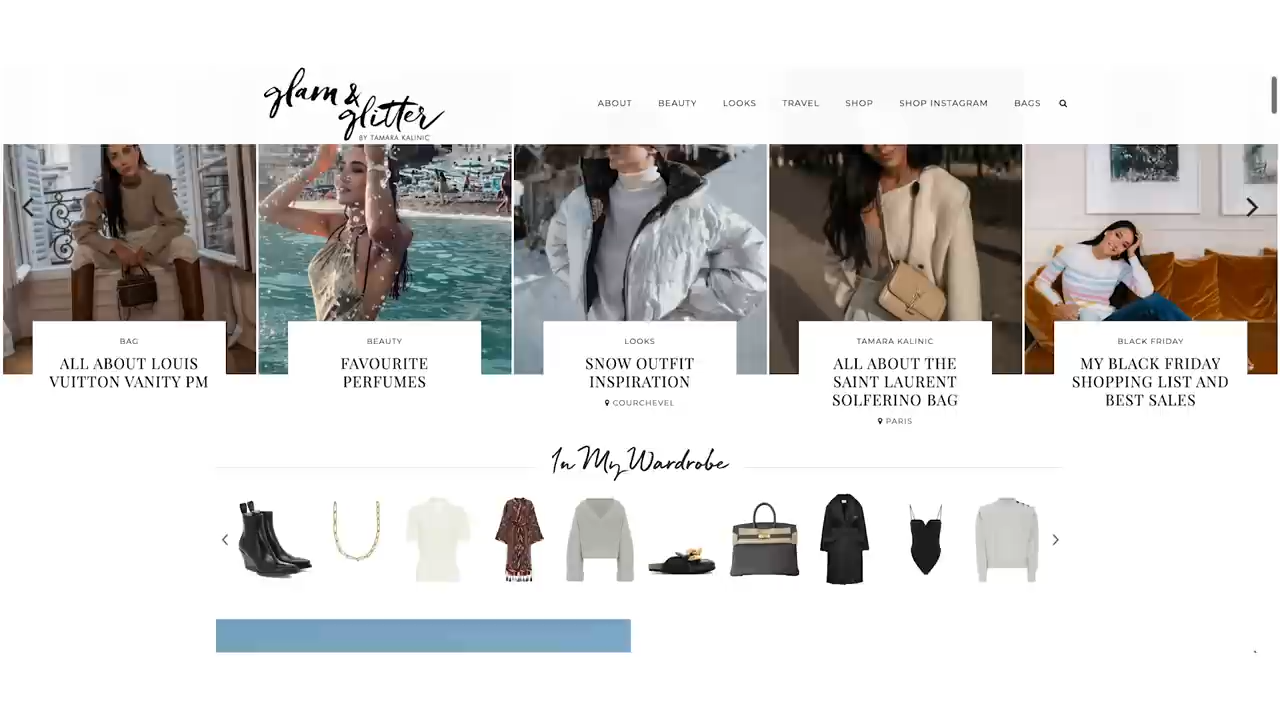 glam &
glitter
BY TAMARA KALINIC
ABOUT BEAUTY LOOKS TRAVEL SHOP SHOP INSTAGRAM BAGS
BAG
ALL ABOUT LOUIS
VUITTON VANITY PM
BEAUTY
FAVOURITE
PERFUMES
LOOKS
SNOW OUTFIT
INSPIRATION
COURCHEVEL
TAMARA KALINIC
ALL ABOUT THE
SAINT LAURENT
SOLFERINO BAG
PARIS
BLACK FRIDAY
MY BLACK FRIDAY
SHOPPING LIST AND
BEST SALES
In My Wardrobe